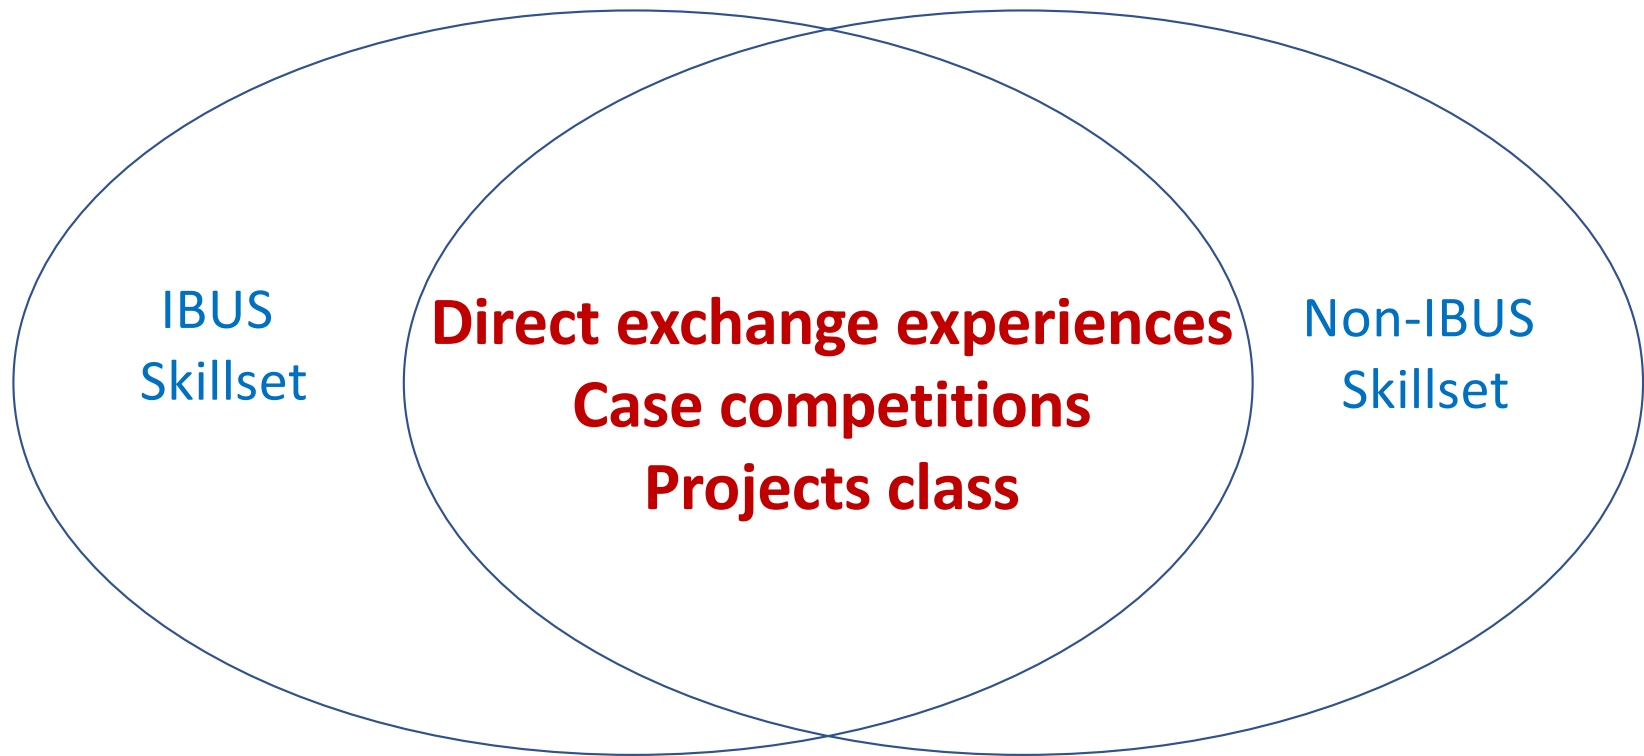 IBUS
Skillset
Direct exchange experiences
Case competitions
Projects class
Non-IBUS
Skillset